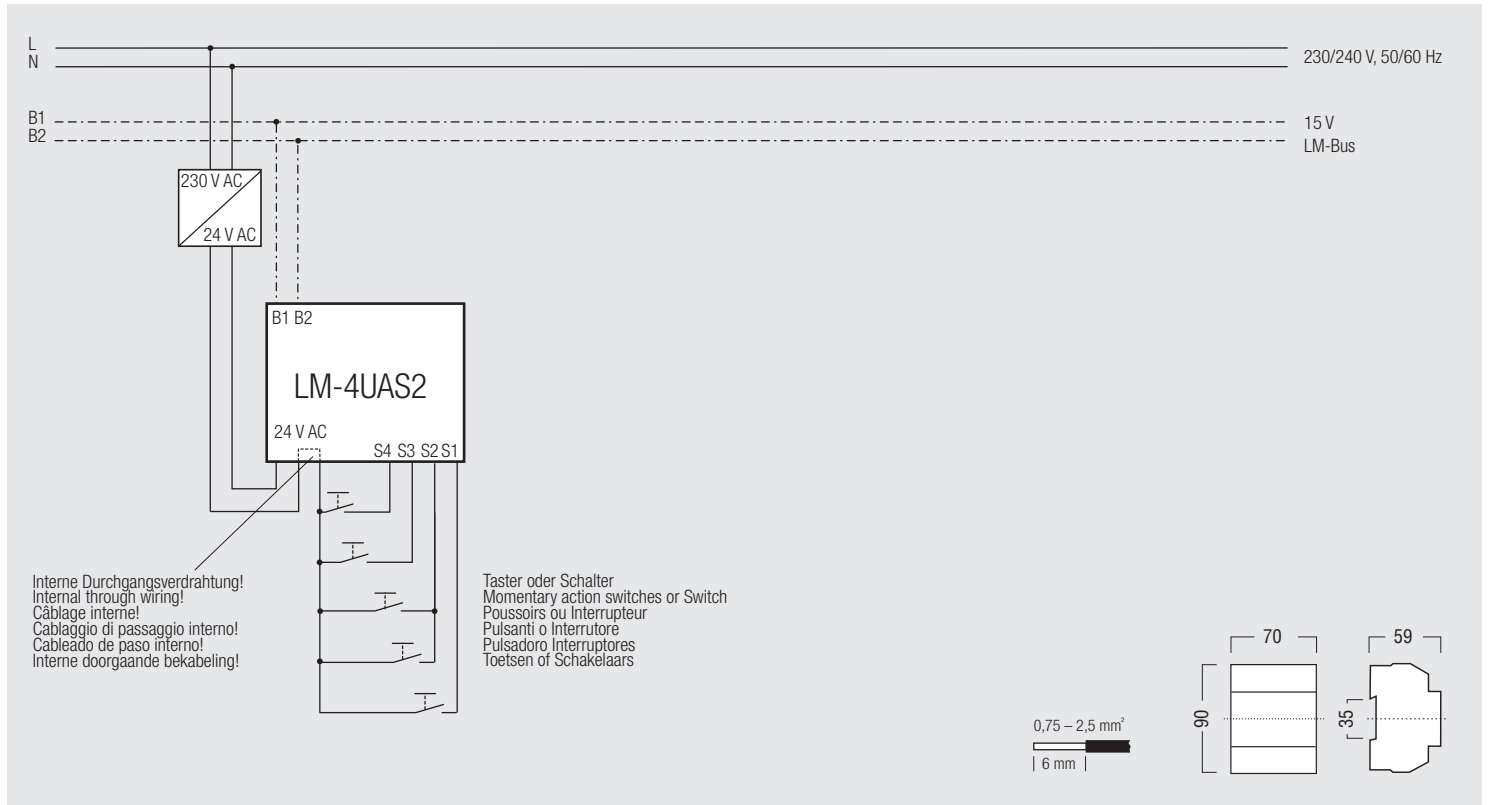 L
N
230/240 V, 50/60 Hz
B1
B2
15 V
LM-Bus
230 V AC
24 V AC
B1 B2
LM-4UAS2
24 V AC
S4 S3 S2 S1
Interne Durchgangsverdrahtung!
Internal through wiring!
Câblage interne!
Cablaggio di passaggio interno!
Cableado de paso interno!
Interne doorgaande bekabeling!
Taster oder Schalter
Momentary action switches or Switch
Poussoirs ou Interrupteur
Pulsanti o Interrutore
Pulsadoro Interruptores
Toetsen of Schakelaars
0,75 – 2,5 mm²
6 mm
70
90
59
35